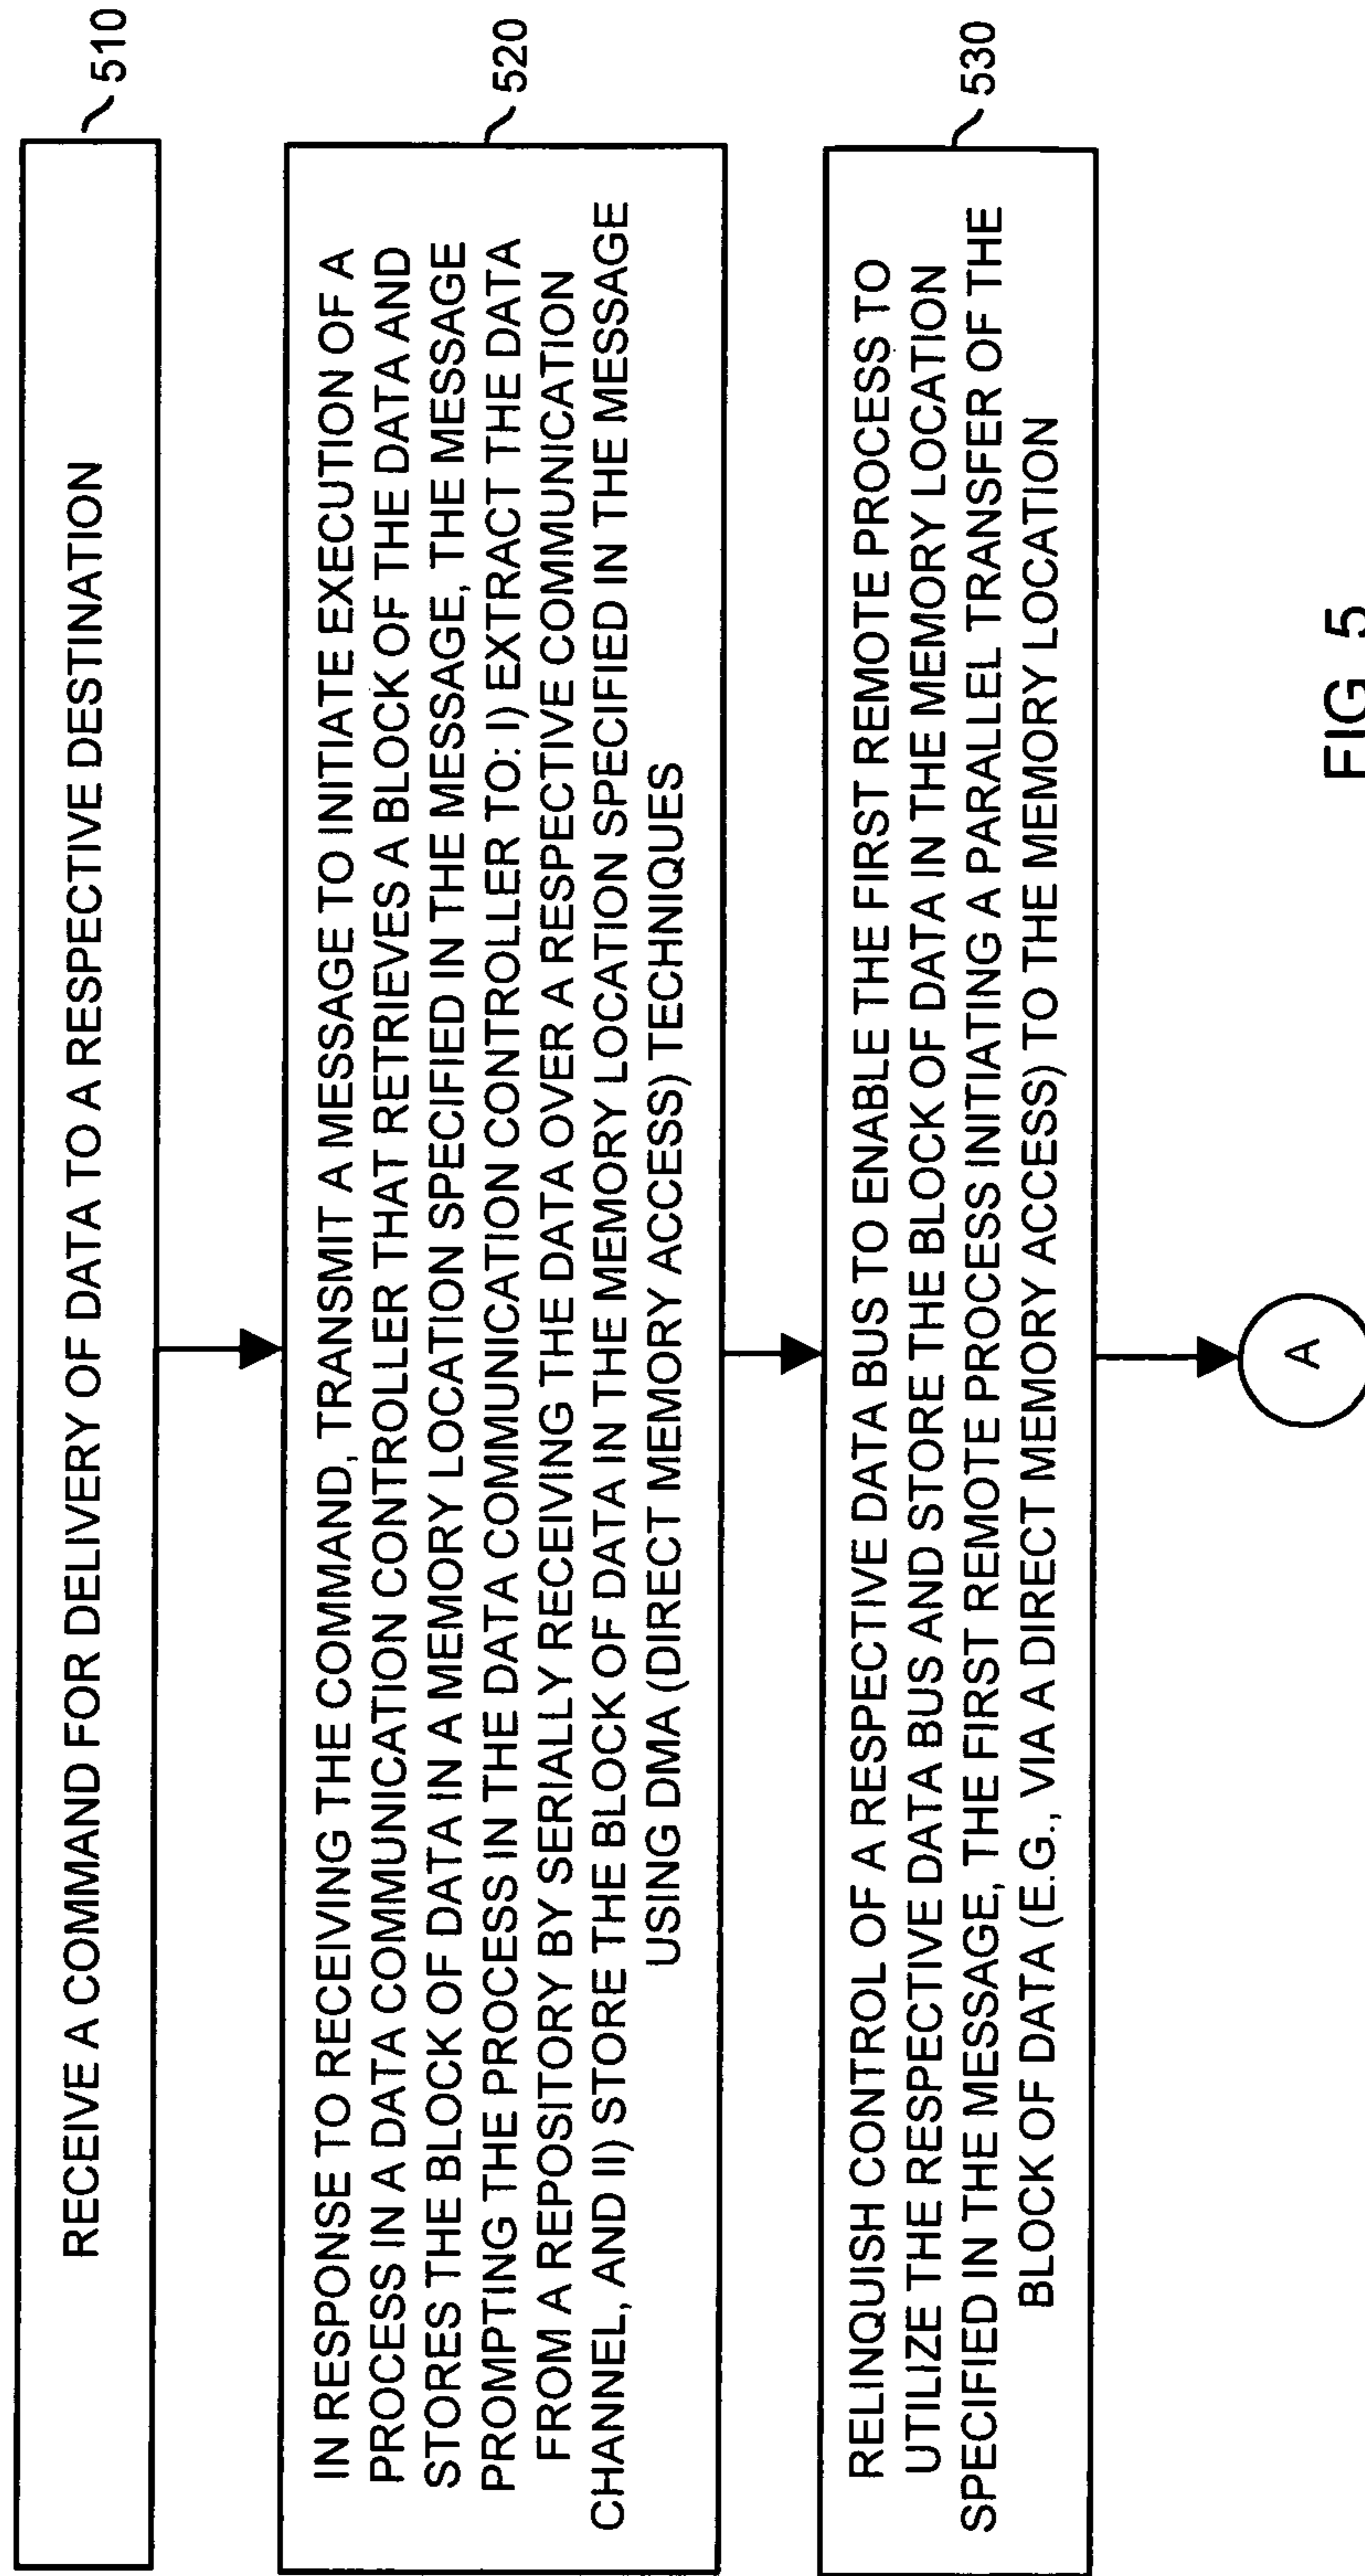 RECEIVE A COMMAND FOR DELIVERY OF DATA TO A RESPECTIVE DESTINATION
510
IN RESPONSE TO RECEIVING THE COMMAND, TRANSMIT A MESSAGE TO INITIATE EXECUTION OF A
PROCESS IN A DATA COMMUNICATION CONTROLLER THAT RETRIEVES A BLOCK OF THE DATA AND
STORES THE BLOCK OF DATA IN A MEMORY LOCATION SPECIFIED IN THE MESSAGE, THE MESSAGE
PROMPTING THE PROCESS IN THE DATA COMMUNICATION CONTROLLER TO: I) EXTRACT THE DATA
FROM A REPOSITORY BY SERIALLY RECEIVING THE DATA OVER A RESPECTIVE COMMUNICATION
CHANNEL, AND II) STORE THE BLOCK OF DATA IN THE MEMORY LOCATION SPECIFIED IN THE MESSAGE
USING DMA (DIRECT MEMORY ACCESS) TECHNIQUES
520
RELINQUISH CONTROL OF A RESPECTIVE DATA BUS TO ENABLE THE FIRST REMOTE PROCESS TO
UTILIZE THE RESPECTIVE DATA BUS AND STORE THE BLOCK OF DATA IN THE MEMORY LOCATION
SPECIFIED IN THE MESSAGE, THE FIRST REMOTE PROCESS INITIATING A PARALLEL TRANSFER OF THE
BLOCK OF DATA (E.G., VIA A DIRECT MEMORY ACCESS) TO THE MEMORY LOCATION
530
A
FIG. 5